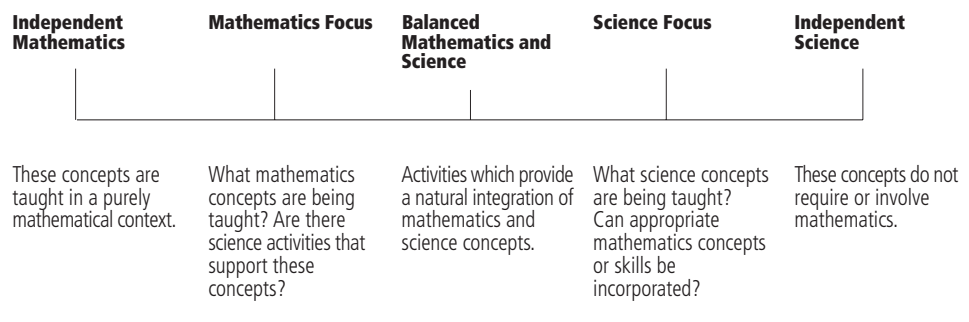 Independent
Mathematics
Mathematics Focus
Balanced
Mathematics and
Science
Science Focus
Independent
Science
These concepts are
taught in a purely
mathematical context.
What mathematics
concepts are being
taught? Are there
science activities that
support these
concepts?
Activities which provide
a natural integration of
mathematics and
science concepts.
What science concepts
are being taught?
Can appropriate
mathematics concepts
or skills be
incorporated?
These concepts do not
require or involve
mathematics.